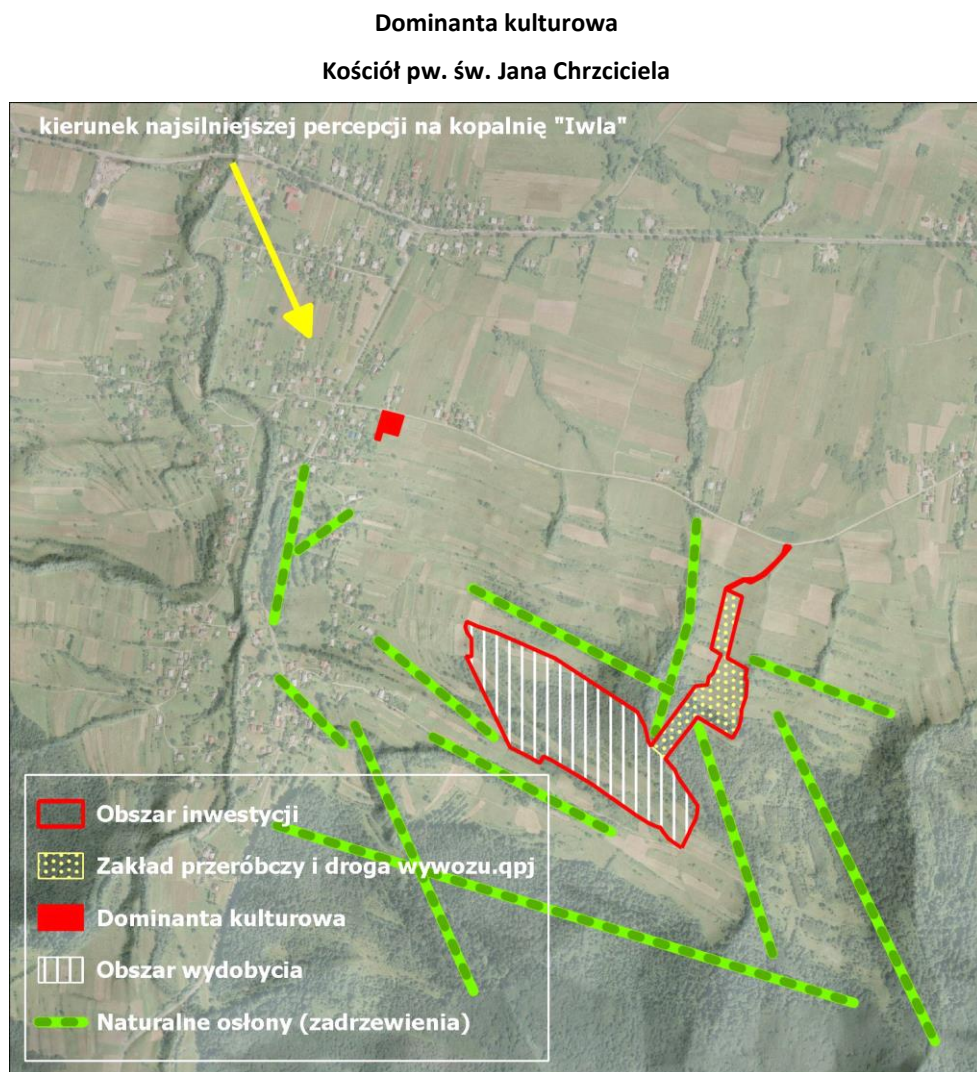 Dominanta kulturowa
Kościół pw. św. Jana Chrzciciela
kierunek najsilniejszej percepcji na kopalnię "Iwla"
Obszar inwestycji
Zakład przeróbczy i droga wywozu.qpj
Dominanta kulturowa
Obszar wydobycia
Naturalne osłony (zadrzewienia)